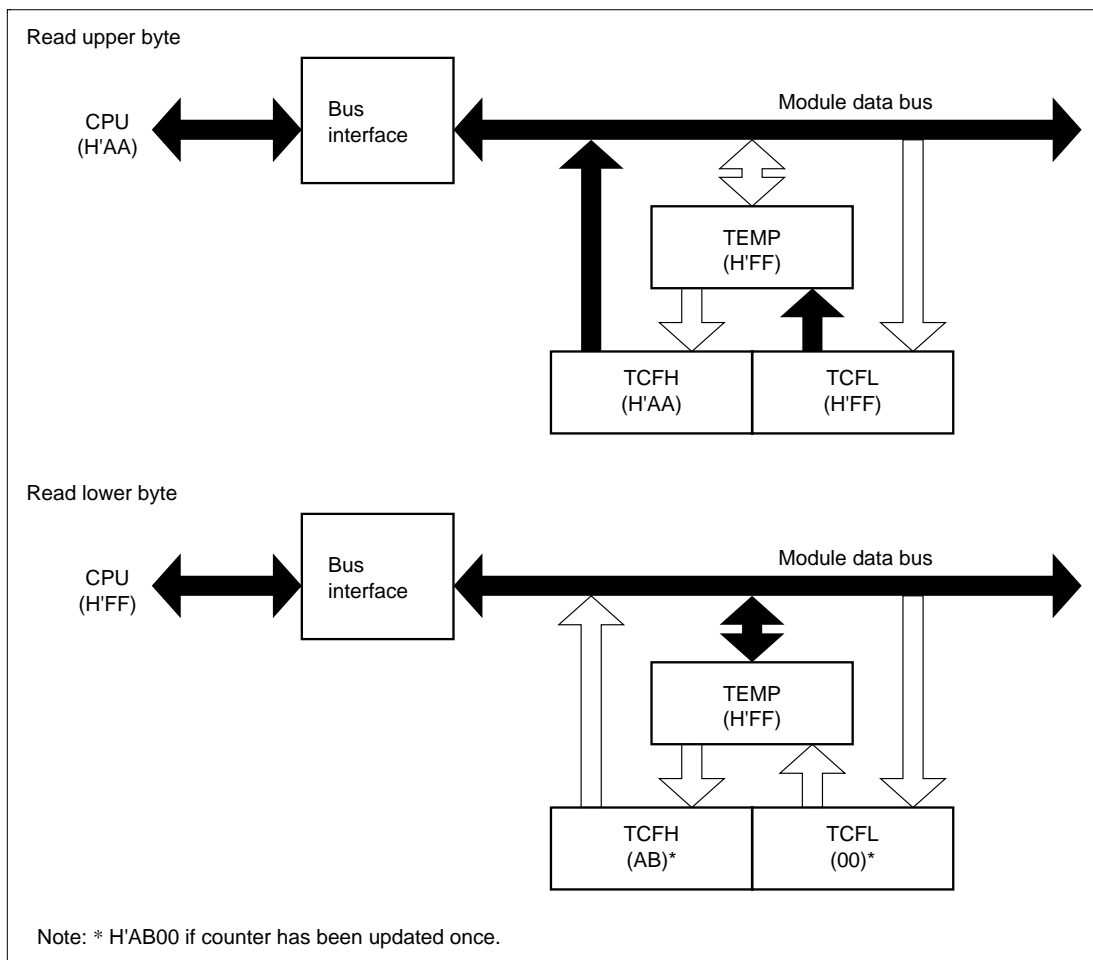 Read upper byte
CPU
(H'AA)
Bus
interface
Module data bus
TEMP
(H'FF)
TCFH
(H'AA)
TCFL
(H'FF)
Read lower byte
CPU
(H'FF)
Bus
interface
Module data bus
TEMP
(H'FF)
TCFH
(AB)*
TCFL
(00)*
Note: * H'AB00 if counter has been updated once.